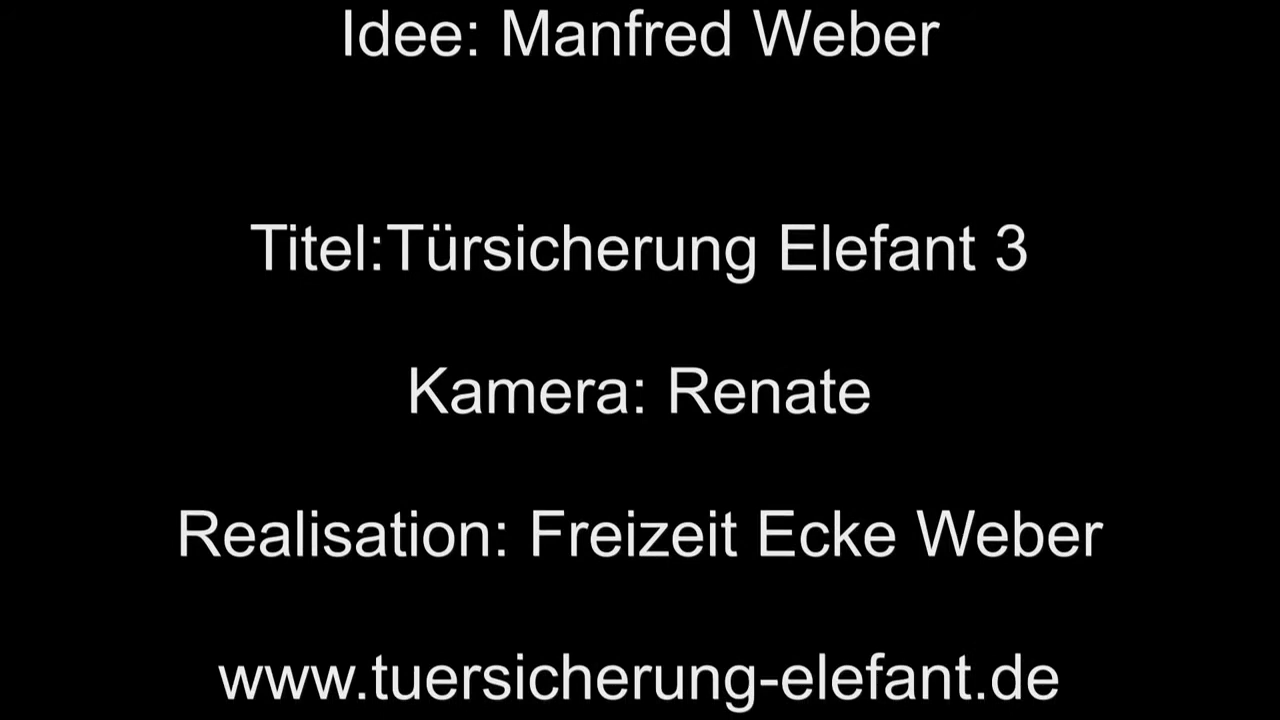 Idee: Manfred Weber
Titel:Türsicherung Elefant 3
Kamera: Renate
Realisation: Freizeit Ecke Weber
www.tuersicherung-elefant.de